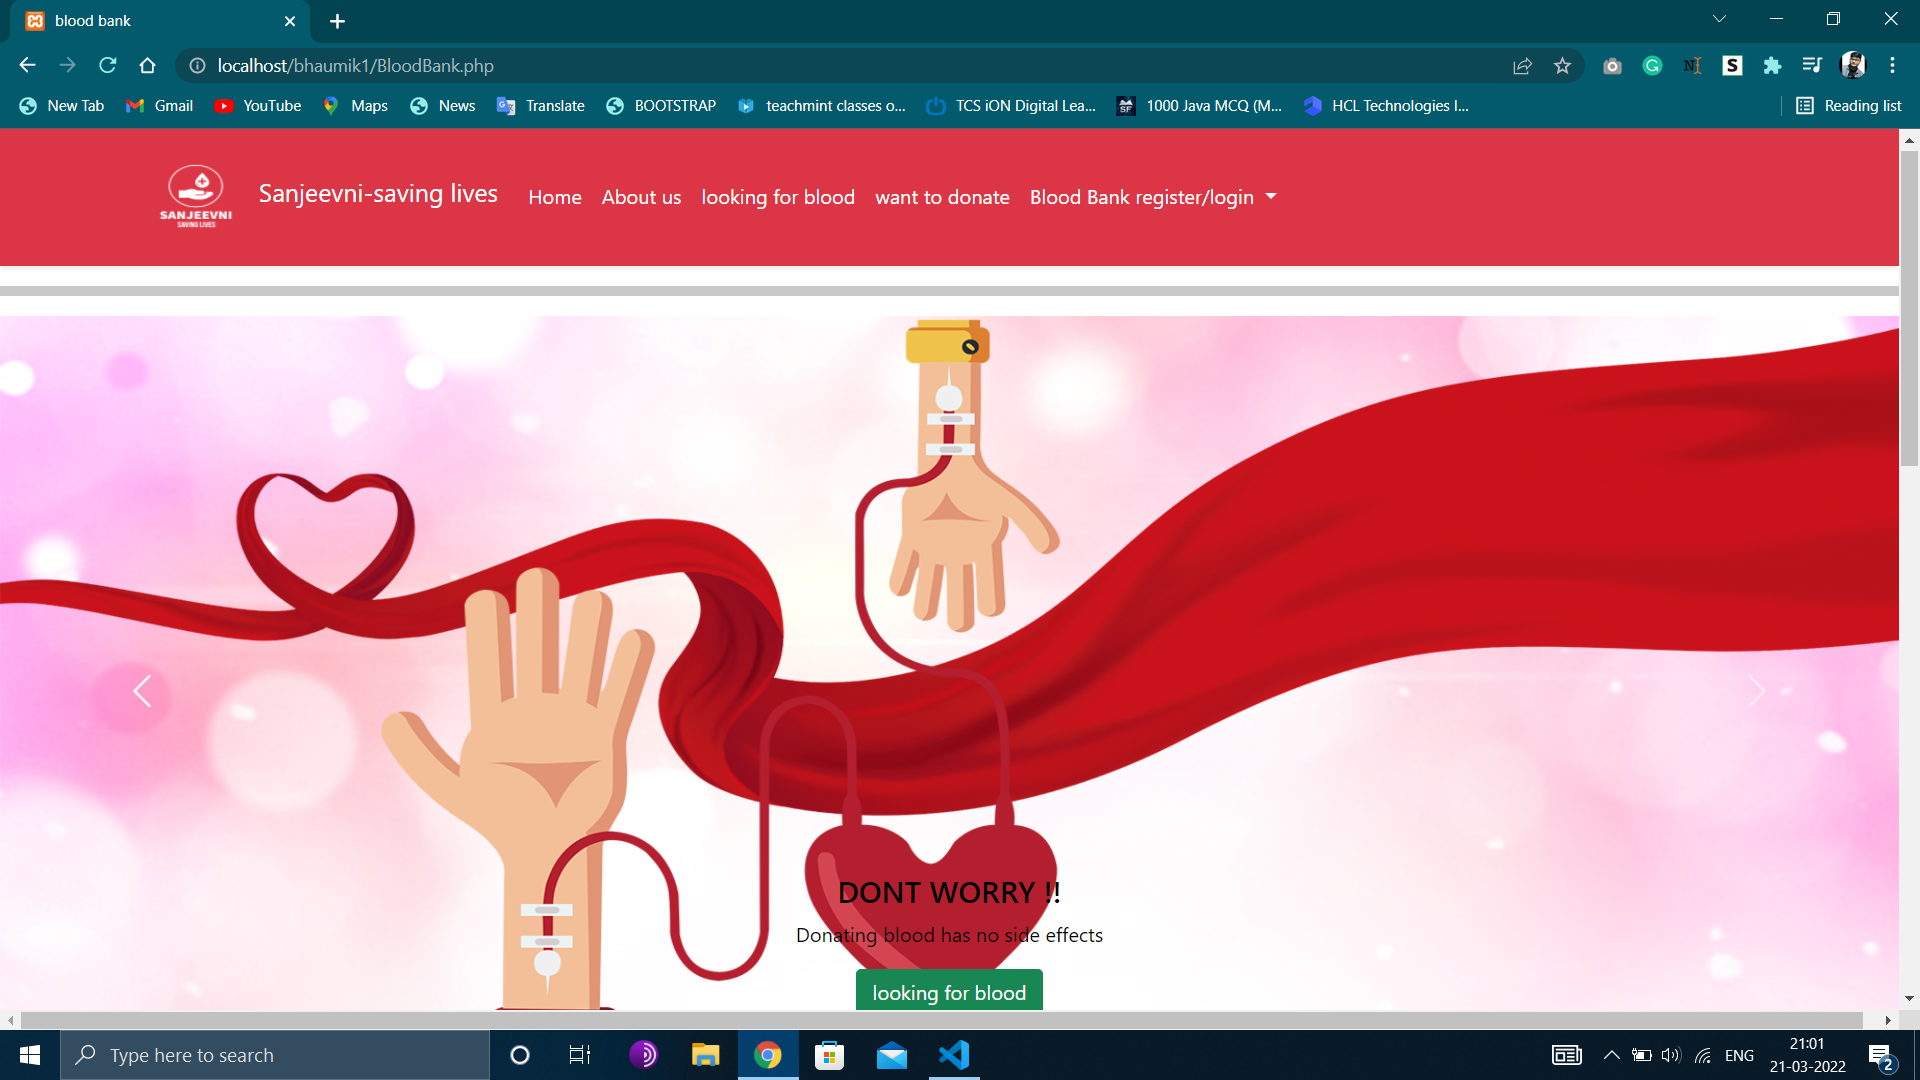 blood bank
localhost/bhaumik1/BloodBank.php
New Tab Gmail YouTube Maps News Translate BOOTSTRAP teachmint classes o... TCS iON Digital Lea... 1000 Java MCQ (M... HCL Technologies I... Reading list
SANJEEVNI
SAVING LIVES
Sanjeevni-saving lives Home About us looking for blood want to donate Blood Bank register/login
DONT WORRY !!
Donating blood has no side effects
looking for blood
Type here to search
ENG
21:01
21-03-2022
2